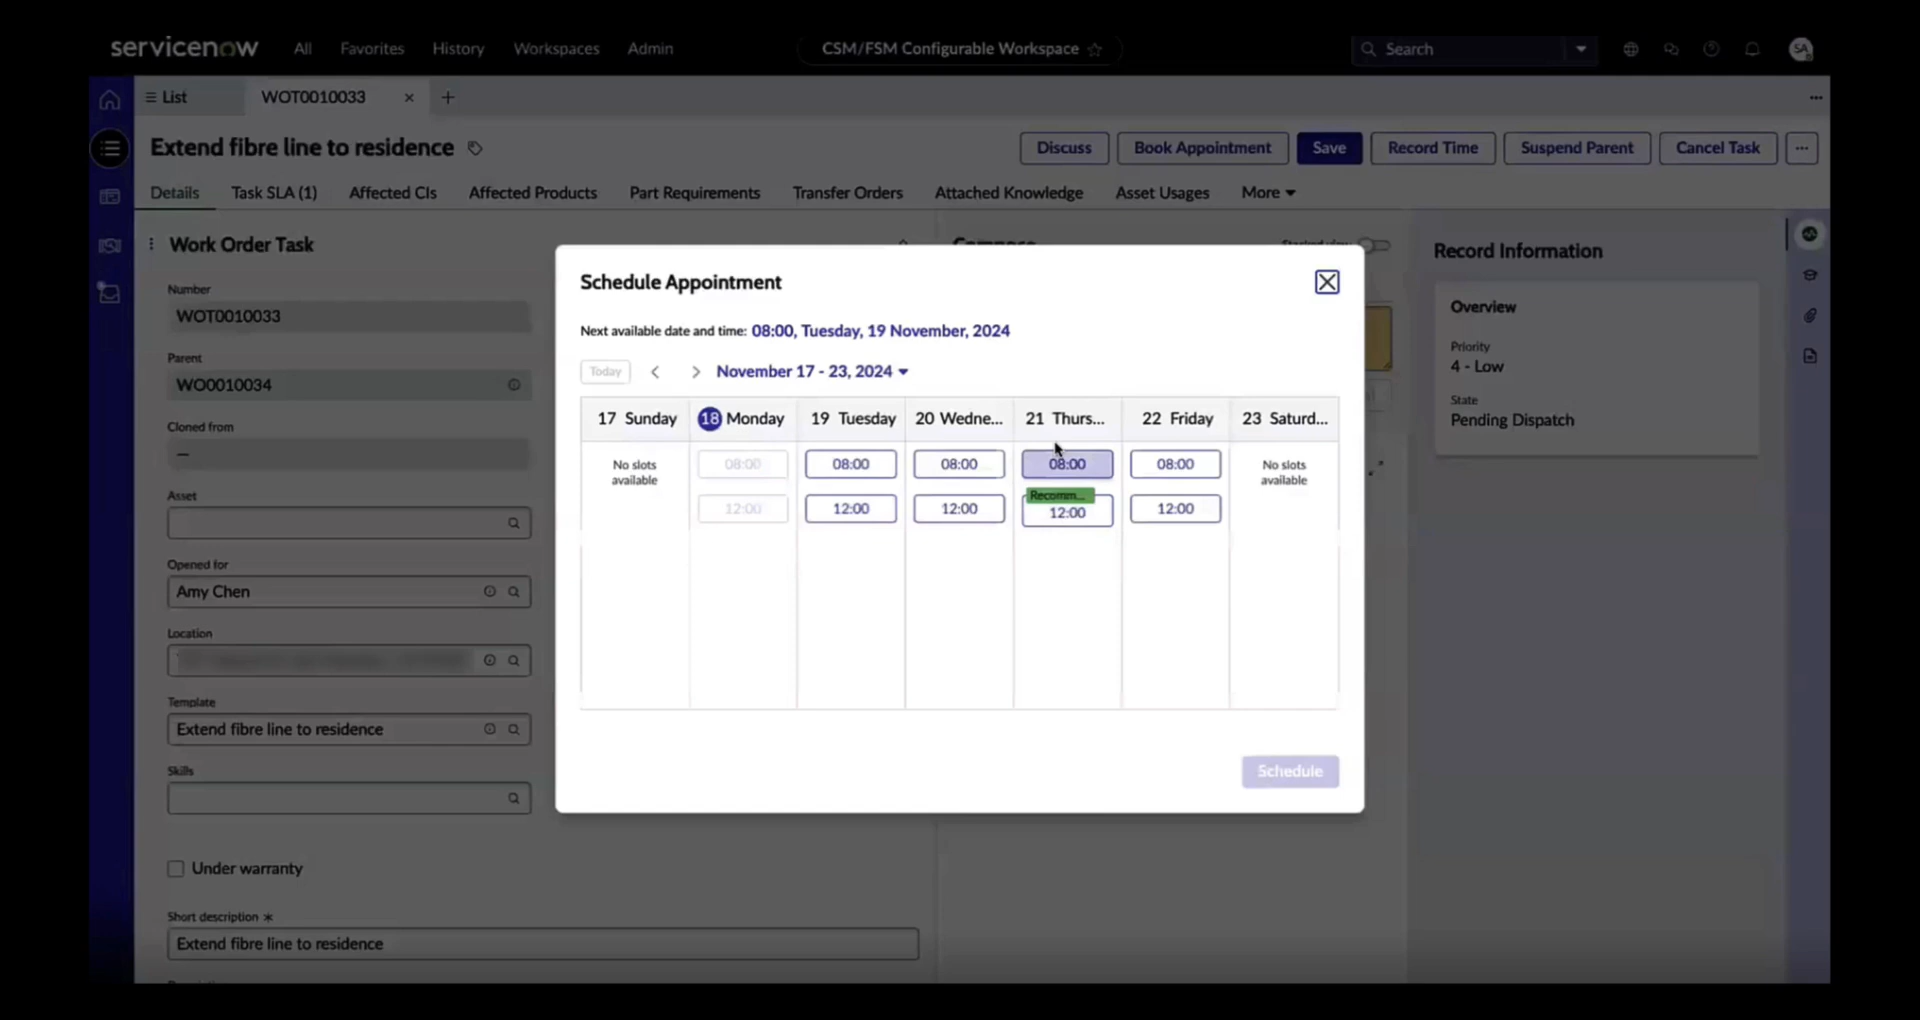 servicenow All Favorites History Workspaces Admin CSM/FSM Configurable Workspace Search SA
List WOT0010033
Extend fibre line to residence Discuss Book Appointment Save Record Time Suspend Parent Cancel Task
Details Task SLA (1) Affected CIs Affected Products Part Requirements Transfer Orders Attached Knowledge Asset Usages More
Work Order Task
Number
WOT0010033
Parent
WO0010034
Cloned from
—
Asset
Opened for
Amy Chen
Location
Template
Extend fibre line to residence
Skills
Under warranty
Short description *
Extend fibre line to residence
Schedule Appointment
Next available date and time: 08:00, Tuesday, 19 November, 2024
Today November 17 - 23, 2024
17 Sunday 18 Monday 19 Tuesday 20 Wedne... 21 Thurs... 22 Friday 23 Saturd...
No slots available 08:00 08:00 08:00 08:00 08:00 No slots available
Recomm...
12:00 12:00 12:00 12:00 12:00
Schedule
Record Information
Overview
Priority
4 - Low
State
Pending Dispatch